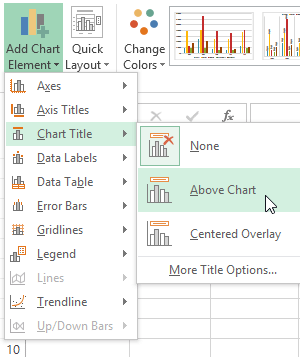 Add Chart
Element
Quick
Layout
Change
Colors
Axes
Axis Titles
Chart Title
Data Labels
Data Table
Error Bars
Gridlines
Legend
Lines
Trendline
Up/Down Bars
fx
None
Above Chart
Centered Overlay
More Title Options...
10